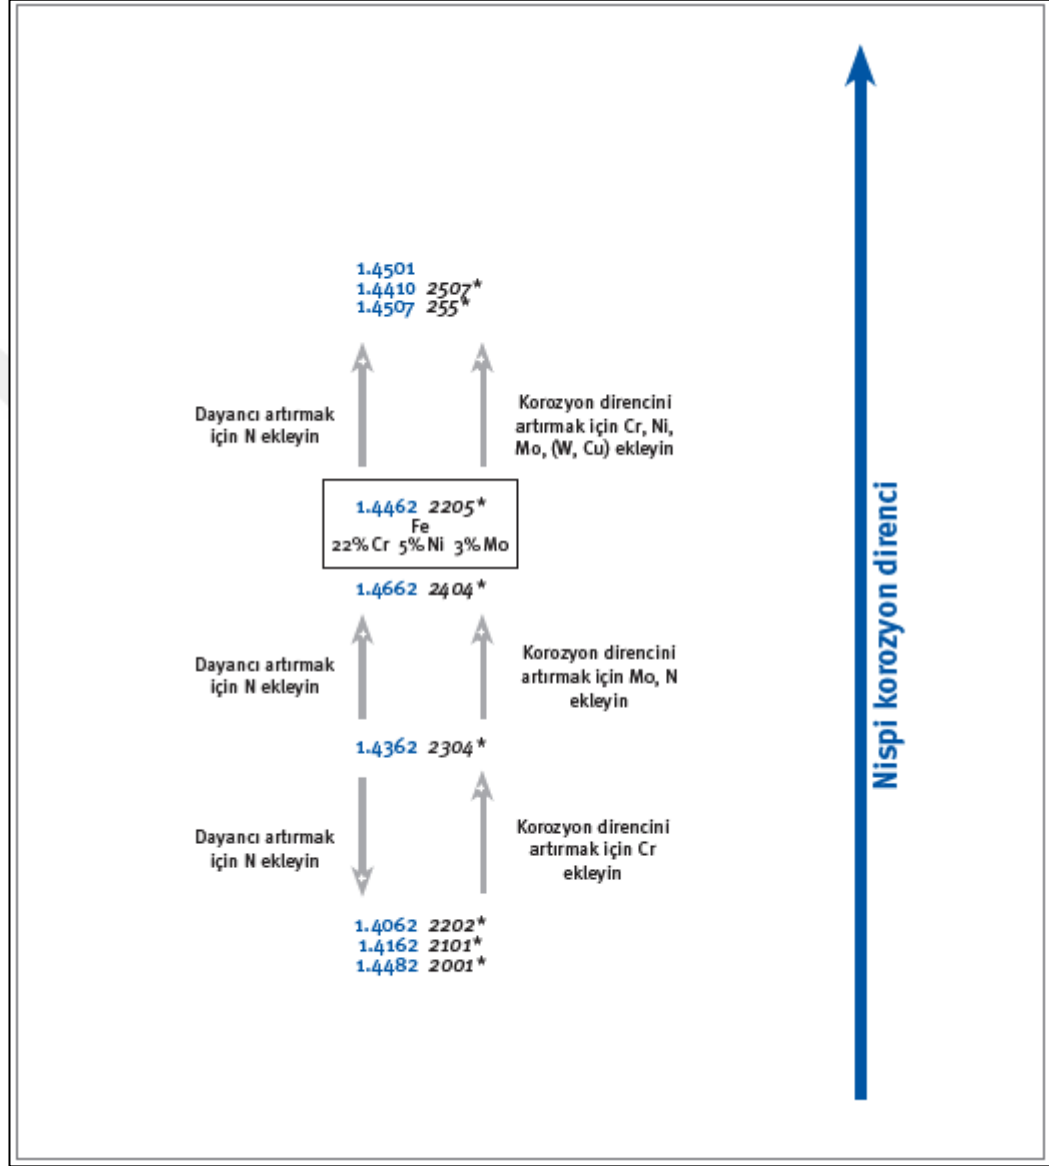 1.4501
1.4410 2507*
1.4507 255*
Dayancı artırmak
için N ekleyin
Korozyon direncini
artırmak için Cr, Ni,
Mo, (W, Cu) ekleyin
1.4462 2205*
Fe
22% Cr 5% Ni 3% Mo
1.4662 2404*
Dayancı artırmak
için N ekleyin
Korozyon direncini
artırmak için Mo, N
ekleyin
1.4362 2304*
Dayancı artırmak
için N ekleyin
Korozyon direncini
artırmak için Cr
ekleyin
1.4062 2202*
1.4162 2101*
1.4482 2001*
Nispi korozyon direnci